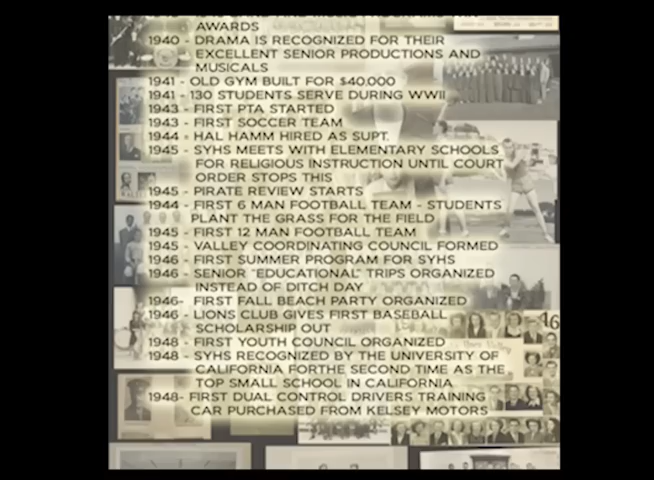 AWARDS
1940 - DRAMA IS RECOGNIZED FOR THEIR
EXCELLENT SENIOR PRODUCTIONS AND
MUSICALS
1941 - OLD GYM BUILT FOR $40,000
1941 - 130 STUDENTS SERVE DURING WWII
1943 - FIRST PTA STARTED
1943 - FIRST SOCCER TEAM
1944 - HAL HAMM HIRED AS SUPT.
1945 - SYHS MEETS WITH ELEMENTARY SCHOOLS
FOR RELIGIOUS INSTRUCTION UNTIL COURT
ORDER STOPS THIS
1945 - PIRATE REVIEW STARTS
1944 - FIRST 6 MAN FOOTBALL TEAM - STUDENTS
PLANT THE GRASS FOR THE FIELD
1945 - FIRST 12 MAN FOOTBALL TEAM
1945 - VALLEY COORDINATING COUNCIL FORMED
1946 - FIRST SUMMER PROGRAM FOR SYHS
1946 - SENIOR "EDUCATIONAL" TRIPS ORGANIZED
INSTEAD OF DITCH DAY
1946- FIRST FALL BEACH PARTY ORGANIZED
1946 - LIONS CLUB GIVES FIRST BASEBALL
SCHOLARSHIP OUT
46
1948 - FIRST YOUTH COUNCIL ORGANIZED
1948 - SYHS RECOGNIZED BY THE UNIVERSITY OF
CALIFORNIA FORTHE SECOND TIME AS THE
TOP SMALL SCHOOL IN CALIFORNIA
1948- FIRST DUAL CONTROL DRIVERS TRAINING
CAR PURCHASED FROM KELSEY MOTORS